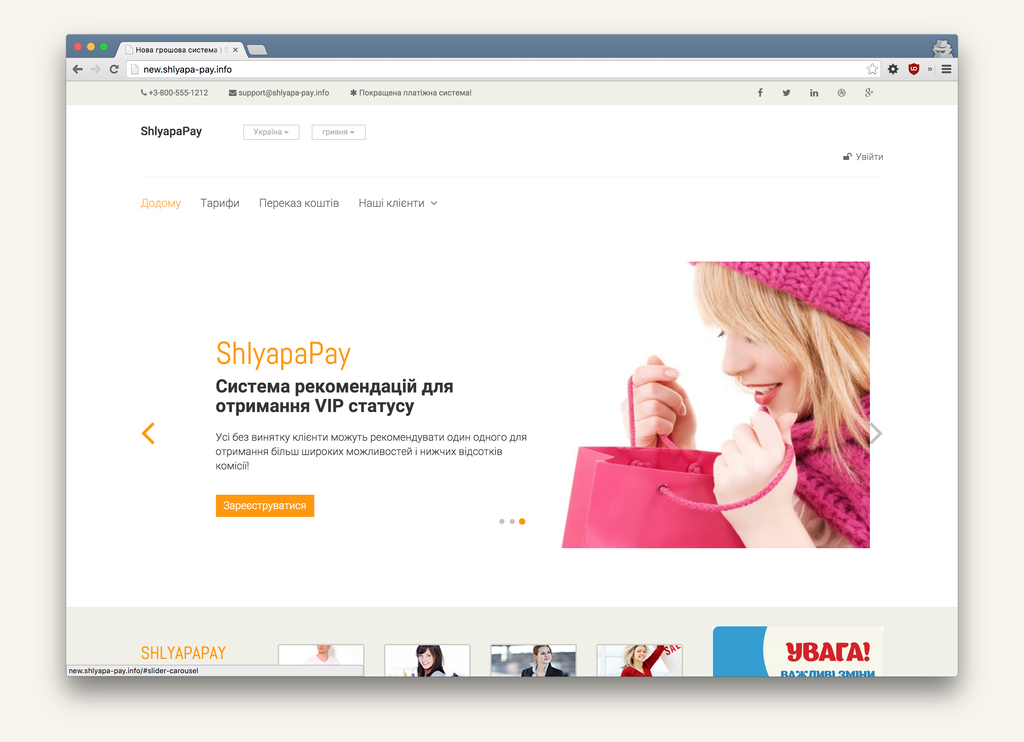 Нова грошова система | S
new.shlyapa-pay.info
+3-800-555-1212
support@shlyapa-pay.info
Покращена платіжна система!
ShlyapaPay
Україна
гривня
Увійти
Додому
Тарифи
Переказ коштів
Наші клієнти
ShlyapaPay
Система рекомендацій для
отримання VIP статусу
Усі без винятку клієнти можуть рекомендувати один одного для
отримання більш широких можливостей і нижчих відсотків
комісії!
Зареєструватися
SHLYAPAPAY
SALE
УВАГА!
ВАЖЛИВІ ЗМІНИ
new.shlyapa-pay.info/#slider-carousel